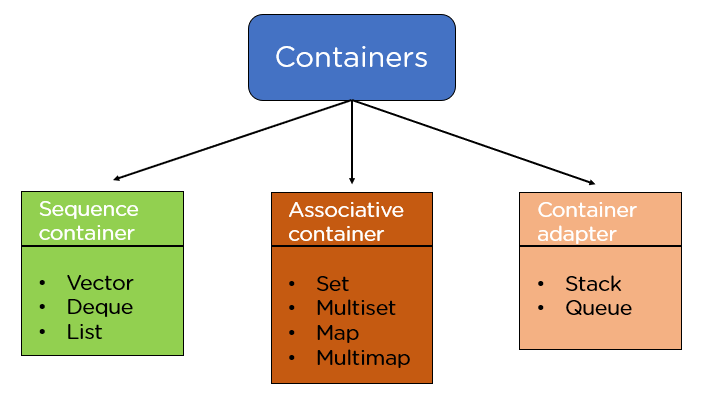 Containers
Sequence
container
• Vector
• Deque
• List
Associative
container
• Set
• Multiset
• Map
• Multimap
Container
adapter
• Stack
• Queue